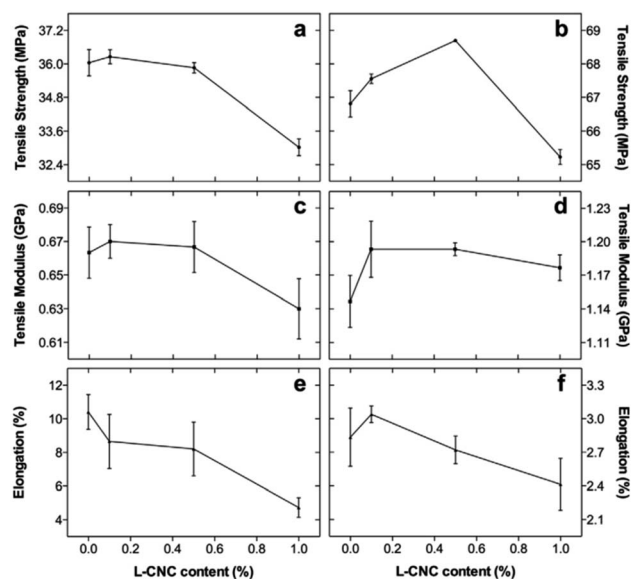 a
Tensile Strength (MPa)
37.2
36.0
34.8
33.6
32.4
b
69
68
67
66
65
Tensile Strength
(MPa)
c
Tensile Modulus (GPa)
0.69
0.67
0.65
0.63
0.61
d
1.23
1.20
1.17
1.14
1.11
Tensile Modulus
(GPa)
e
Elongation (%)
12
10
8
6
4
f
3.3
3.0
2.7
2.4
2.1
Elongation
(%)
0.0 0.2 0.4 0.6 0.8 1.0
0.0 0.2 0.4 0.6 0.8 1.0
L-CNC content (%)
L-CNC content (%)